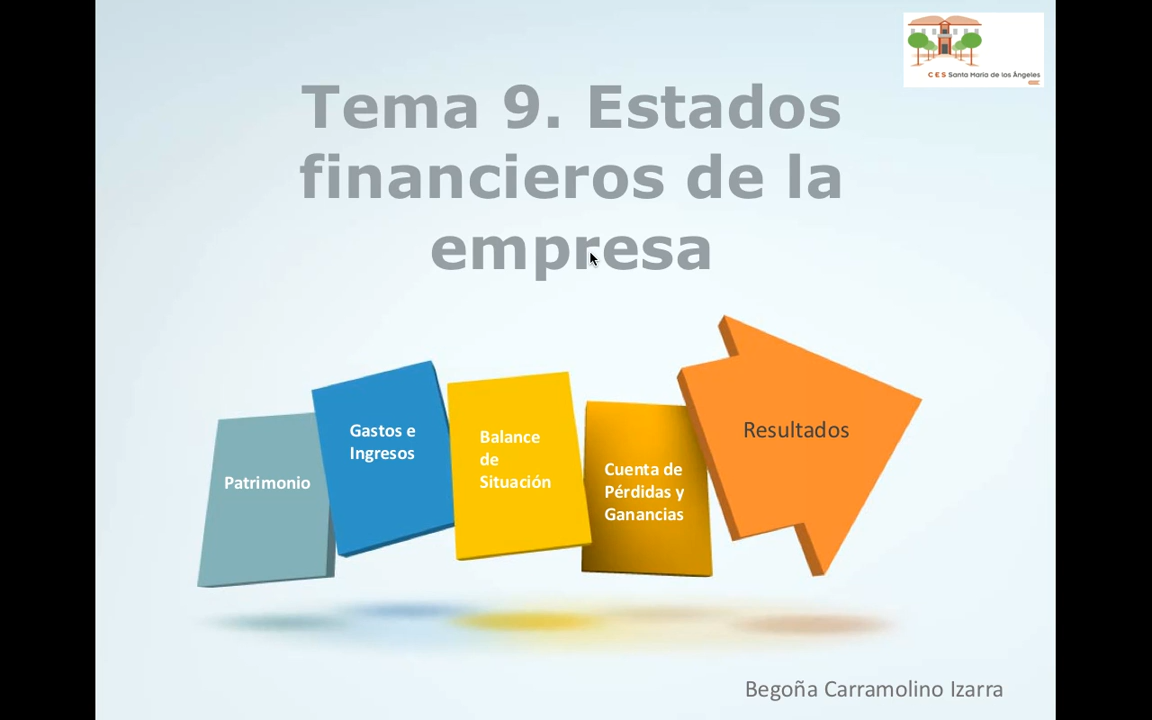 C E S Santa María de los Ángeles
Tema 9. Estados
financieros de la
empresa
Patrimonio
Gastos e
Ingresos
Balance
de
Situación
Cuenta de
Pérdidas y
Ganancias
Resultados
Begoña Carramolino Izarra